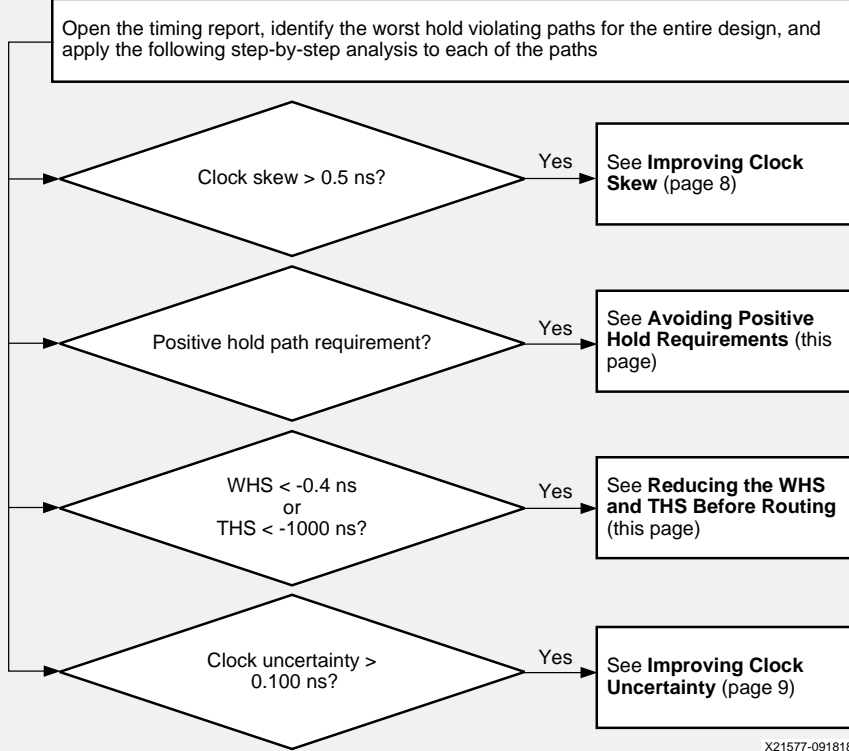 Open the timing report, identify the worst hold violating paths for the entire design, and
apply the following step-by-step analysis to each of the paths
Clock skew > 0.5 ns?
Yes
See Improving Clock
Skew (page 8)
Positive hold path requirement?
Yes
See Avoiding Positive
Hold Requirements (this
page)
WHS < -0.4 ns
or
THS < -1000 ns?
Yes
See Reducing the WHS
and THS Before Routing
(this page)
Clock uncertainty >
0.100 ns?
Yes
See Improving Clock
Uncertainty (page 9)
X21577-091818